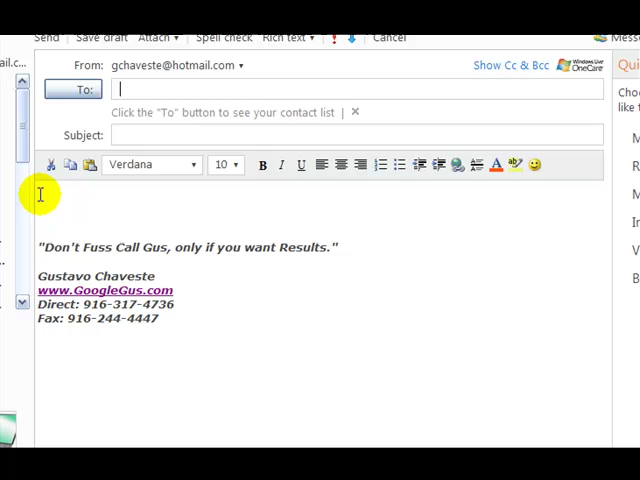 Send Save draft Attach Spell check Rich text Cancel
ail.c...
From: gchaveste@hotmail.com
Show Cc & Bcc
Windows Live OneCare
To:
Click the "To" button to see your contact list | ×
Subject:
Verdana 10 B I U
"Don't Fuss Call Gus, only if you want Results."
Gustavo Chaveste
www.GoogleGus.com
Direct: 916-317-4736
Fax: 916-244-4447